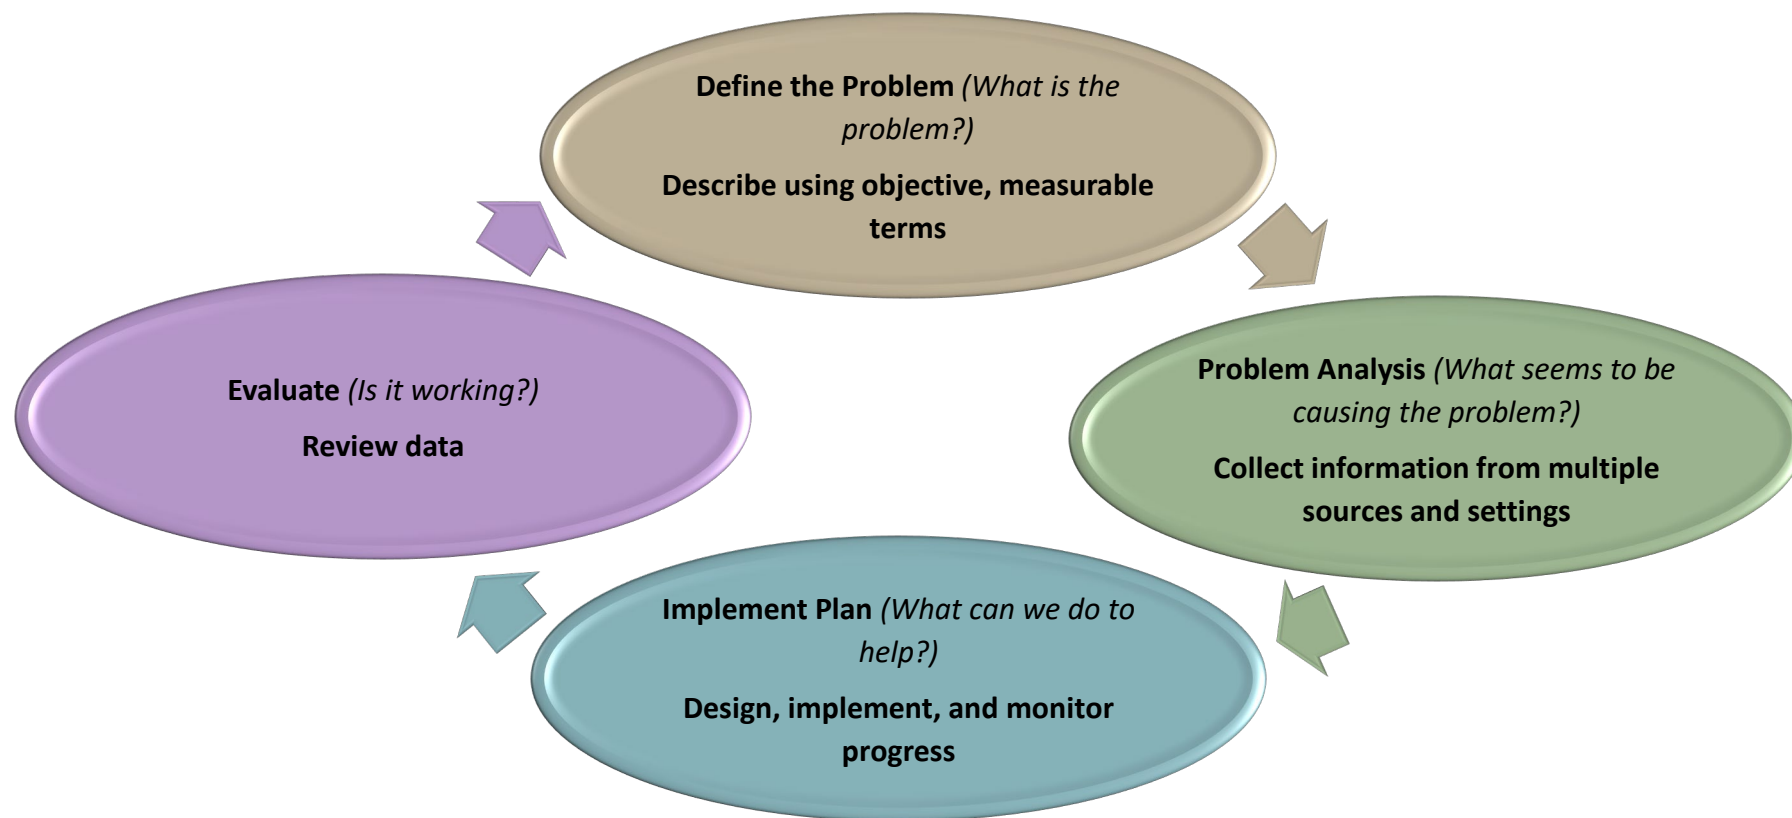 Define the Problem (What is the
problem?)
Describe using objective, measurable
terms
Problem Analysis (What seems to be
causing the problem?)
Collect information from multiple
sources and settings
Implement Plan (What can we do to
help?)
Design, implement, and monitor
progress
Evaluate (Is it working?)
Review data